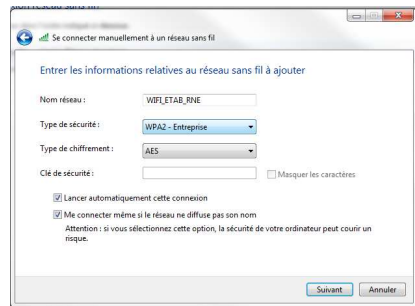 Se connecter manuellement à un réseau sans fil
Entrer les informations relatives au réseau sans fil à ajouter
Nom réseau : WIFI_ETAB_RNE
Type de sécurité : WPA2 - Entreprise
Type de chiffrement : AES
Clé de sécurité : Masquer les caractères
Lancer automatiquement cette connexion
Me connecter même si le réseau ne diffuse pas son nom
Attention : si vous sélectionnez cette option, la sécurité de votre ordinateur peut courir un
risque.
Suivant Annuler